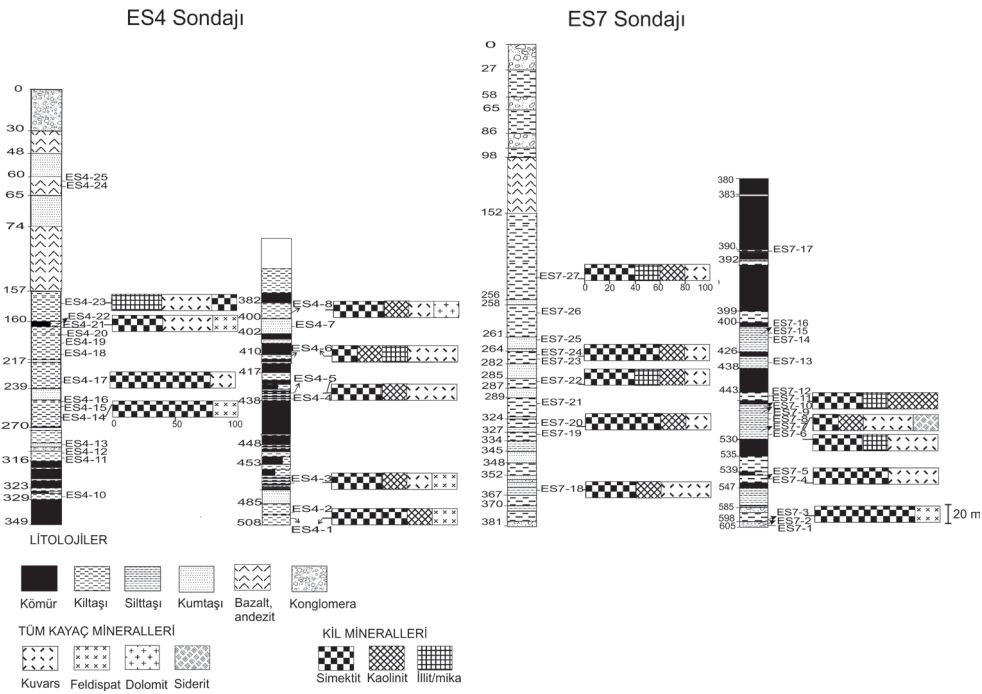 ES4 Sondajı
ES7 Sondajı
0
30
48
60
65
74
157
160
217
239
270
316
323
329
349
ES4-25
ES4-24
ES4-23
ES4-22
ES4-21
ES4-20
ES4-19
ES4-18
ES4-17
ES4-16
ES4-15
ES4-14
ES4-13
ES4-12
ES4-11
ES4-10
0 50 100
382
400
402
410
417
438
448
453
485
508
ES4-8
ES4-7
ES4-6
ES4-5
ES4-4
ES4-3
ES4-2
ES4-1
0
27
58
65
86
98
152
256
258
261
264
282
285
287
289
324
327
334
345
348
352
367
370
381
ES7-27
ES7-26
ES7-25
ES7-24
ES7-23
ES7-22
ES7-21
ES7-20
ES7-19
ES7-18
0 20 40 60 80 100
380
383
390
392
399
400
426
438
443
530
535
539
547
585
598
605
ES7-17
ES7-16
ES7-15
ES7-14
ES7-13
ES7-12
ES7-11
ES7-10
ES7-9
ES7-8
ES7-7
ES7-6
ES7-5
ES7-4
ES7-3
ES7-2
ES7-1
20 m
LİTOLOJİLER
Kömür Kiltaşı Silttaşı Kumtaşı Bazalt, andezit Konglomera
TÜM KAYAÇ MİNERALLERİ
Kuvars Feldispat Dolomit Siderit
KİL MİNERALLERİ
Simektit Kaolinit İllit/mika